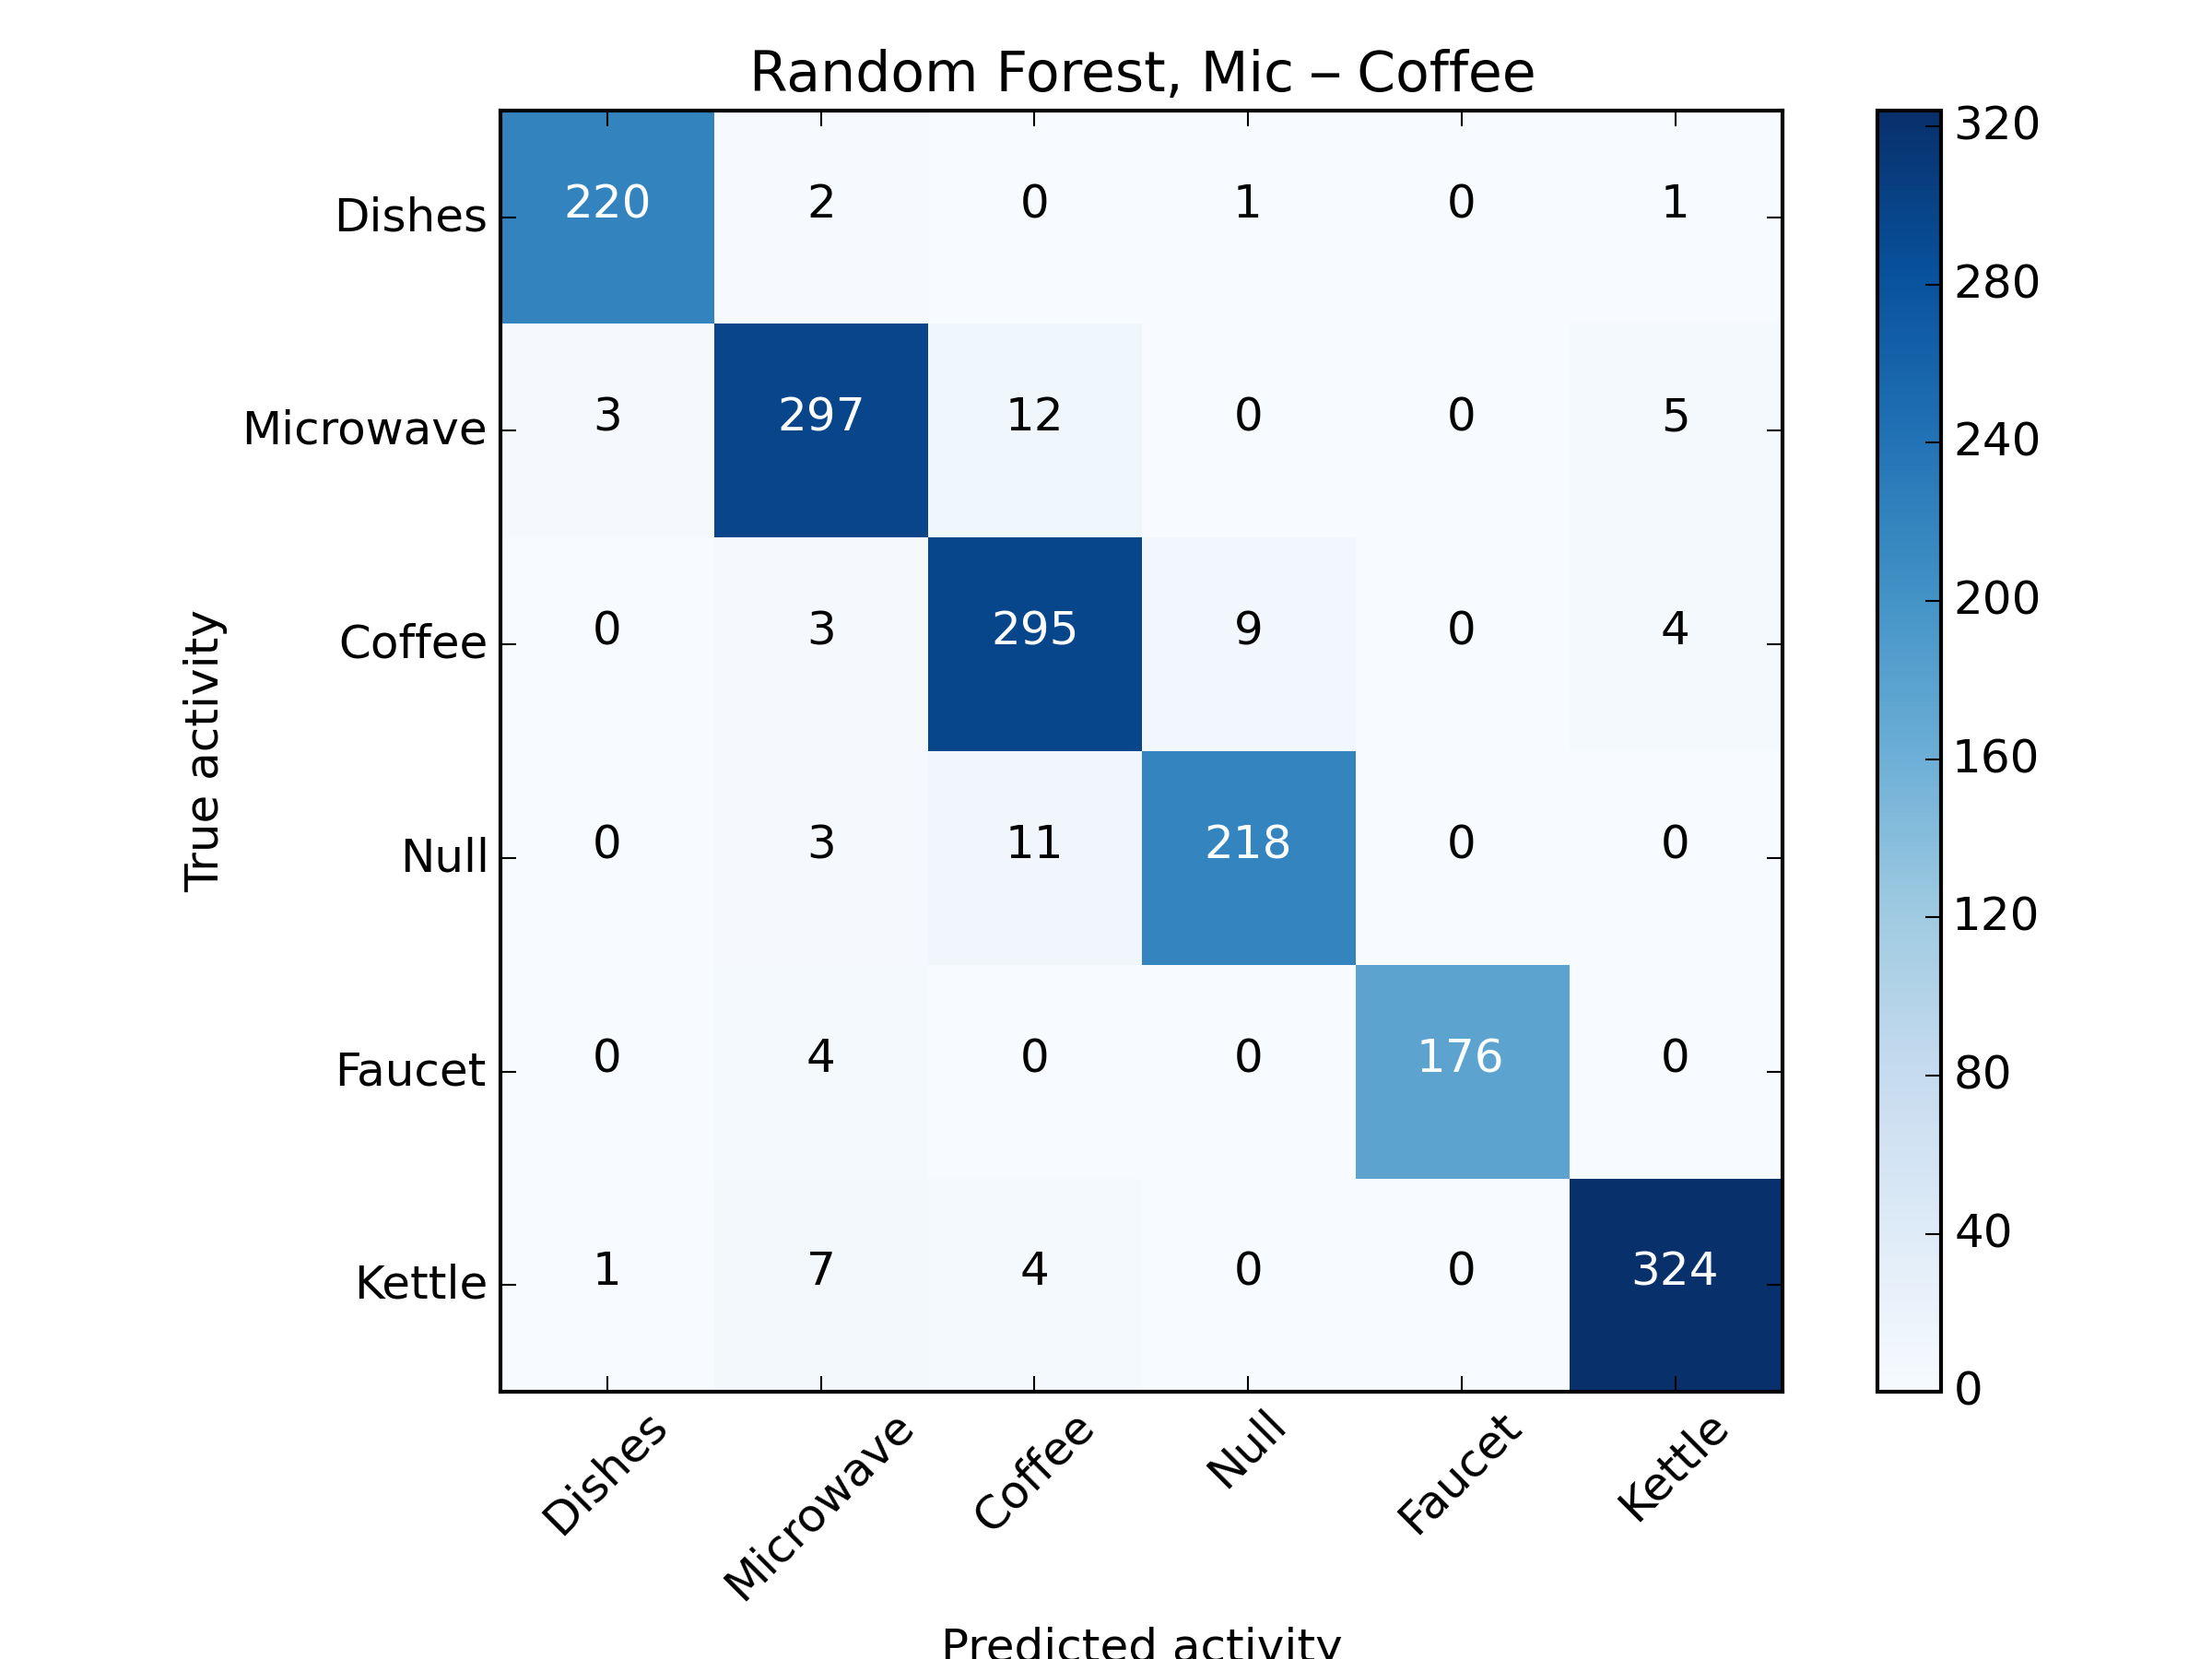 Random Forest, Mic – Coffee
Dishes 220 2 0 1 0 1
Microwave 3 297 12 0 0 5
Coffee 0 3 295 9 0 4
Null 0 3 11 218 0 0
Faucet 0 4 0 0 176 0
Kettle 1 7 4 0 0 324
True activity
Dishes Microwave Coffee Null Faucet Kettle
Predicted activity
320
280
240
200
160
120
80
40
0